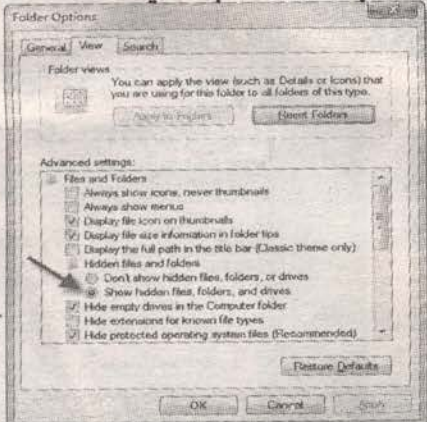 Folder Options
General View Search
Folder views
You can apply the view (such as Details or Icons) that
you are using for this folder to all folders of this type.
Apply to Folders Reset Folders
Advanced settings:
Files and Folders
Always show icons, never thumbnails
Always show menus
Display file icon on thumbnails
Display file size information in folder tips
Display the full path in the title bar (Classic theme only)
Hidden files and folders
Don't show hidden files, folders, or drives
Show hidden files, folders, and drives
Hide empty drives in the Computer folder
Hide extensions for known file types
Hide protected operating system files (Recommended)
Restore Defaults
OK Cancel Apply